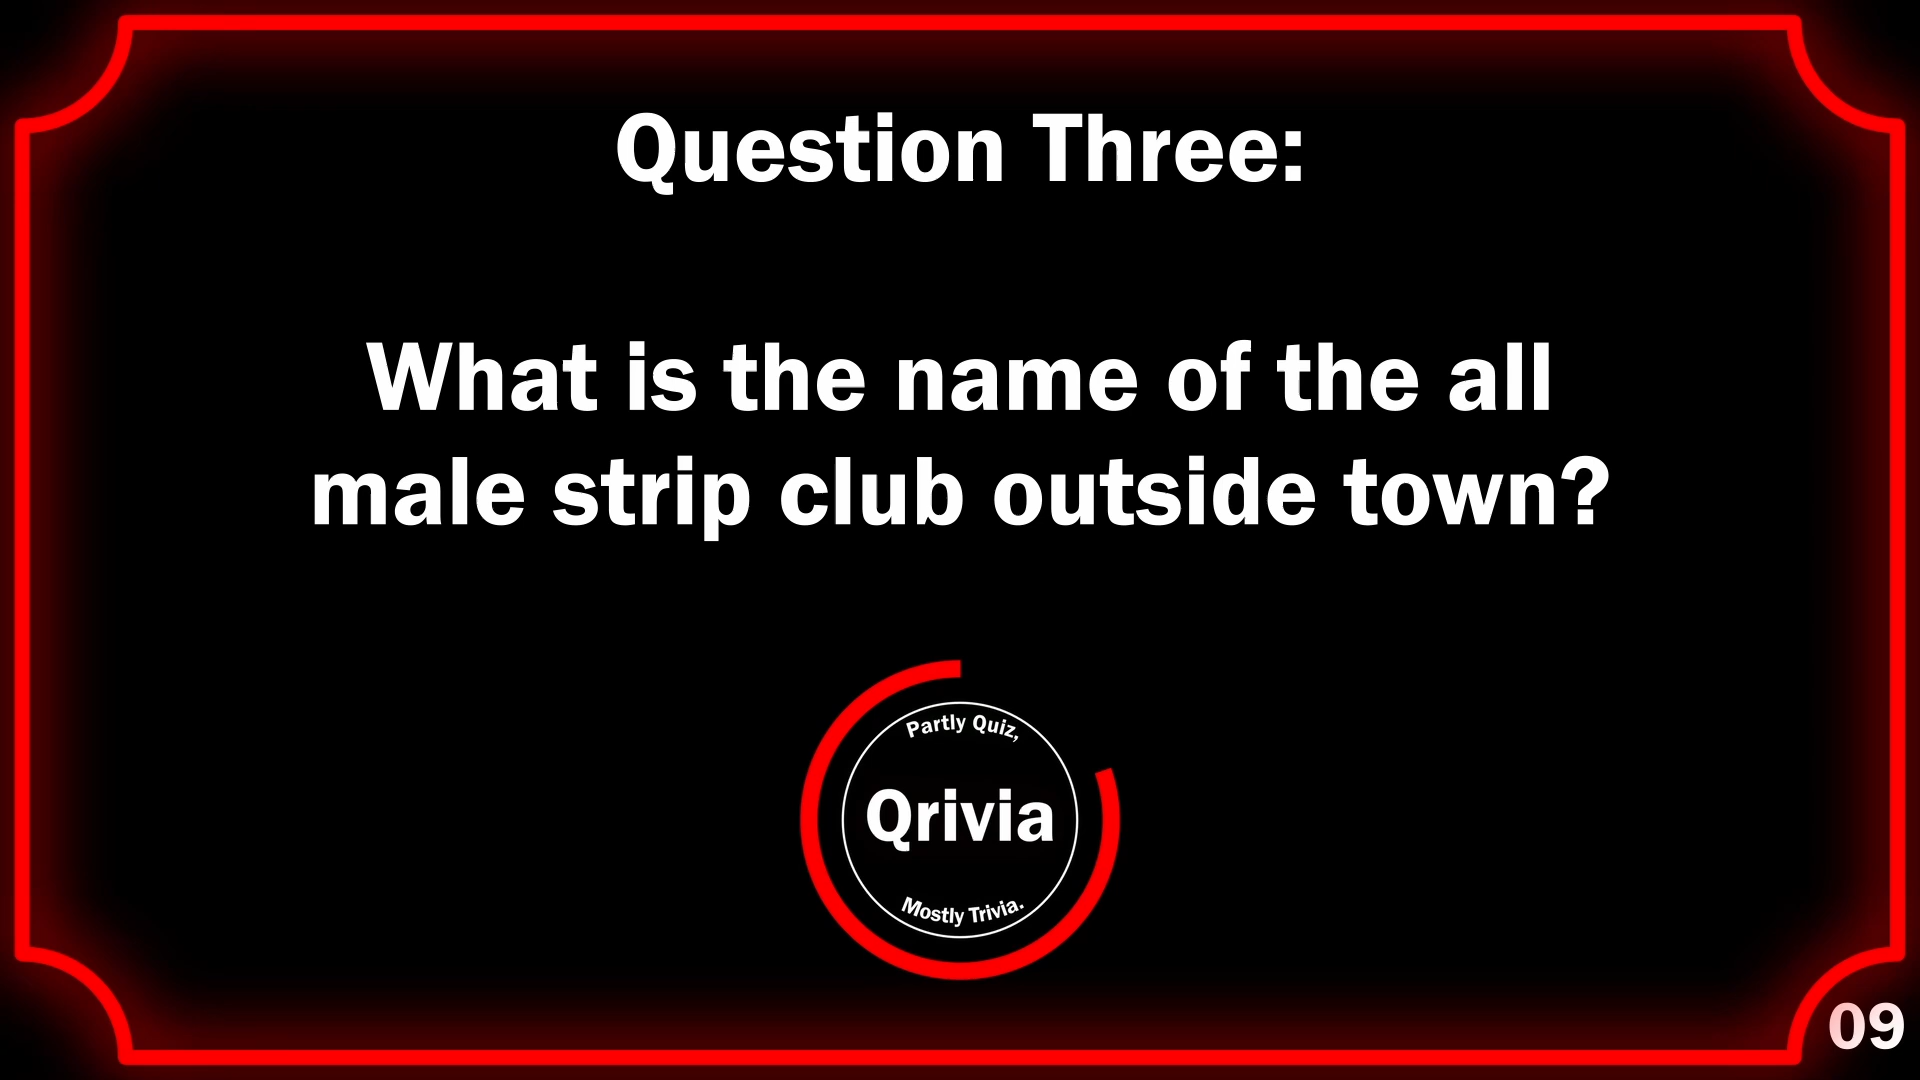 Question Three:
What is the name of the all
male strip club outside town?
Partly Quiz,
Qrivia
Mostly Trivia.
09